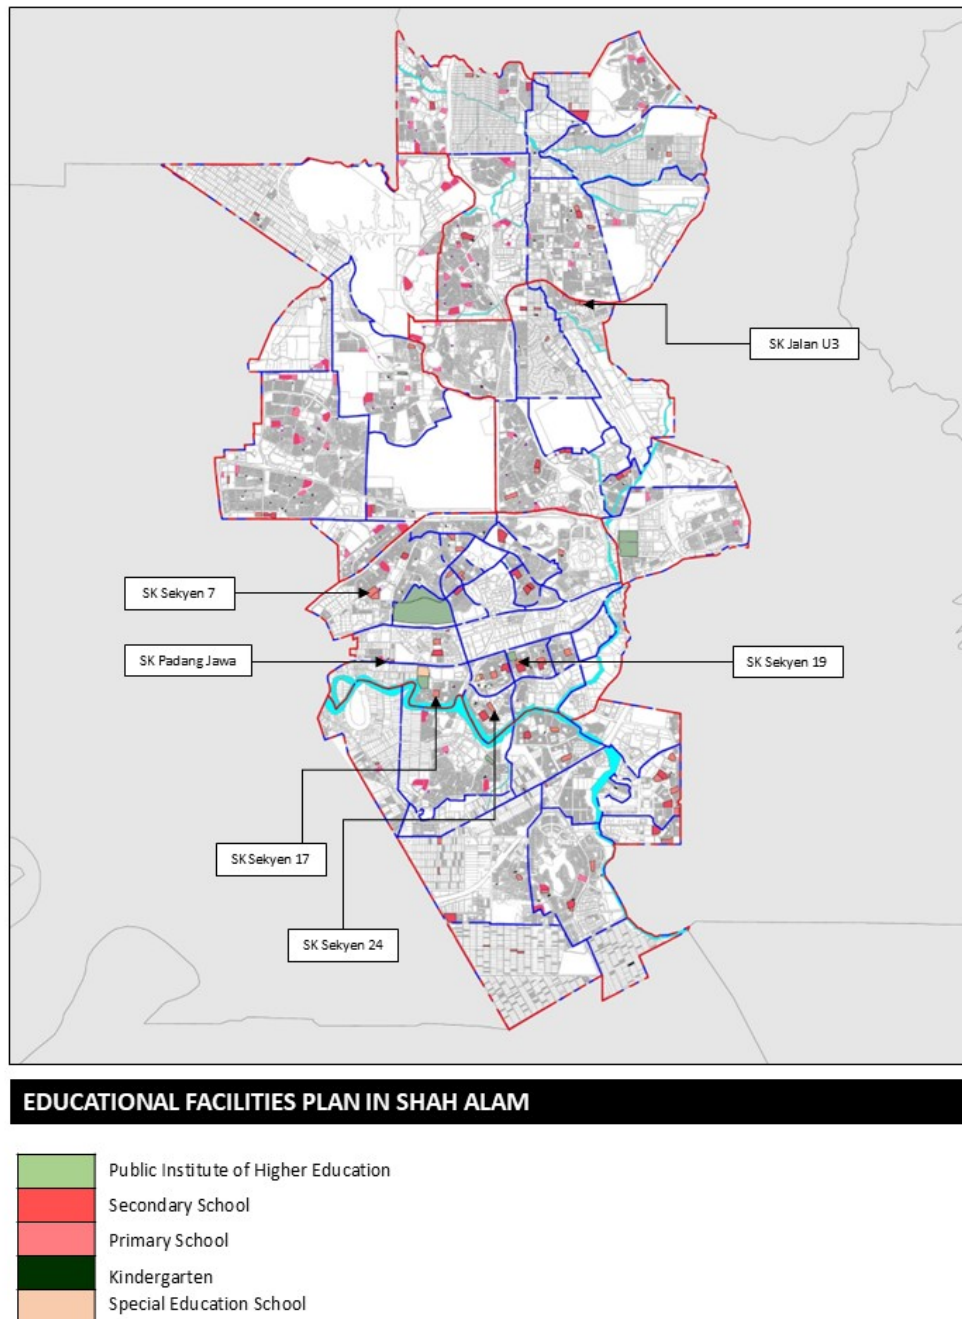 SK Jalan U3
SK Sekyen 7
SK Padang Jawa
SK Sekyen 19
SK Sekyen 17
SK Sekyen 24
EDUCATIONAL FACILITIES PLAN IN SHAH ALAM
Public Institute of Higher Education
Secondary School
Primary School
Kindergarten
Special Education School